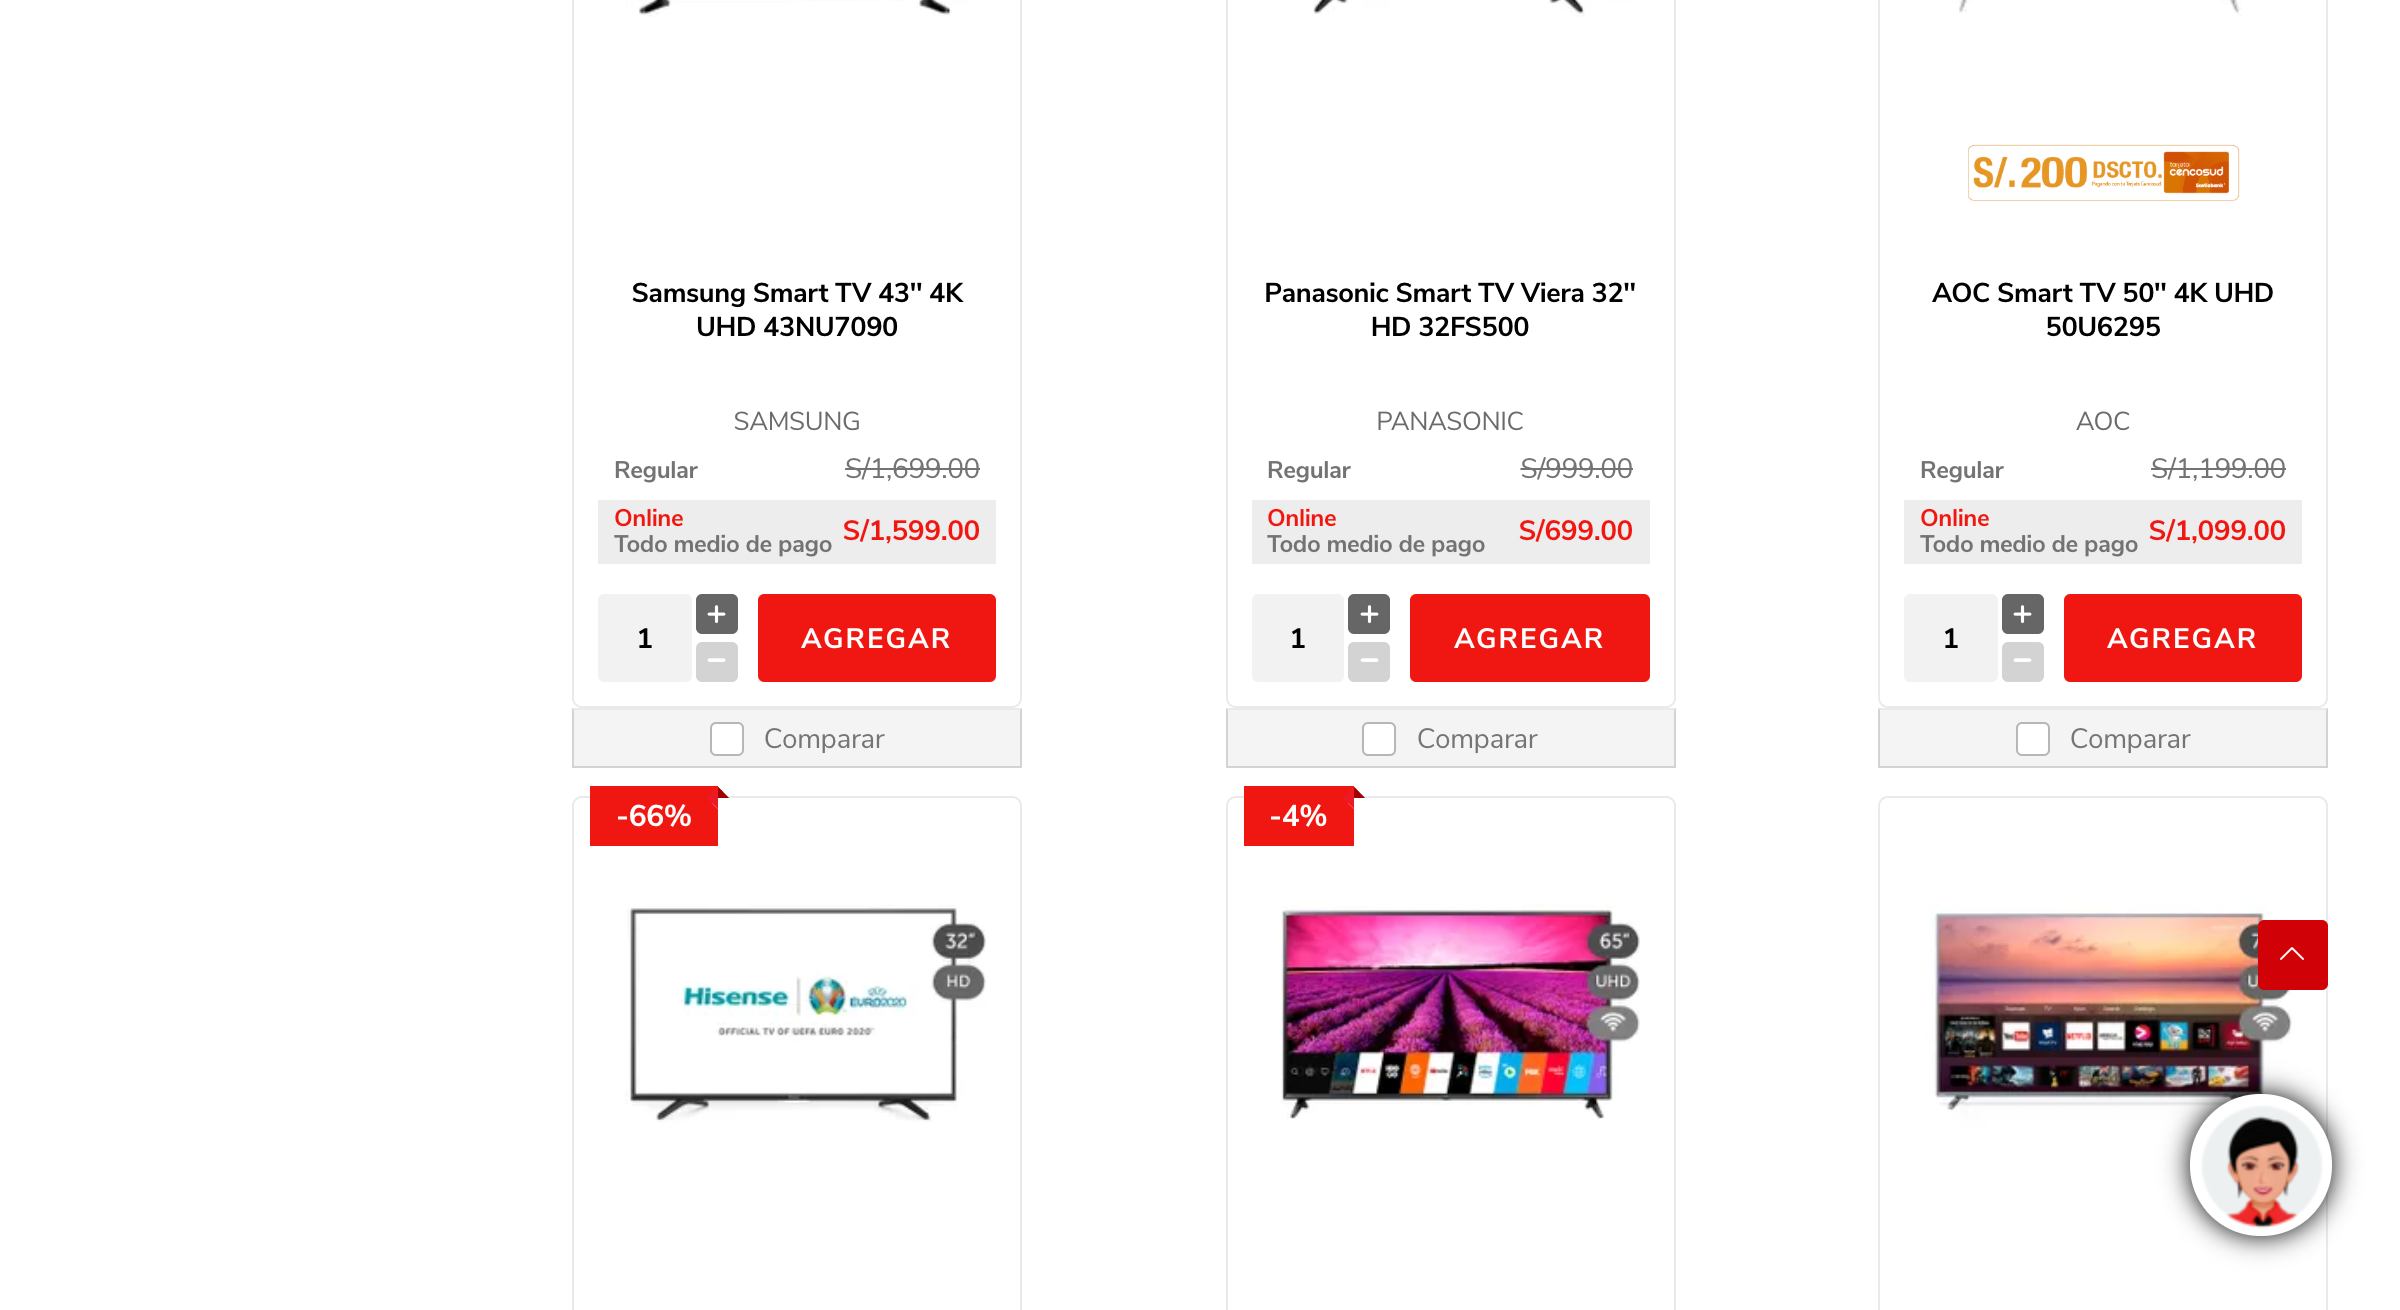 S/.200 DSCTO.
tarjeta
cencosud
Samsung Smart TV 43" 4K
UHD 43NU7090
Panasonic Smart TV Viera 32"
HD 32FS500
AOC Smart TV 50" 4K UHD
50U6295
SAMSUNG
PANASONIC
AOC
Regular S/1,699.00
Regular S/999.00
Regular S/1,199.00
Online
Todo medio de pago S/1,599.00
Online
Todo medio de pago S/699.00
Online
Todo medio de pago S/1,099.00
1 + − AGREGAR
1 + − AGREGAR
1 + − AGREGAR
Comparar
Comparar
Comparar
-66%
-4%
32"
HD
Hisense
EURO2020
OFFICIAL TV OF UEFA EURO 2020
65"
UHD